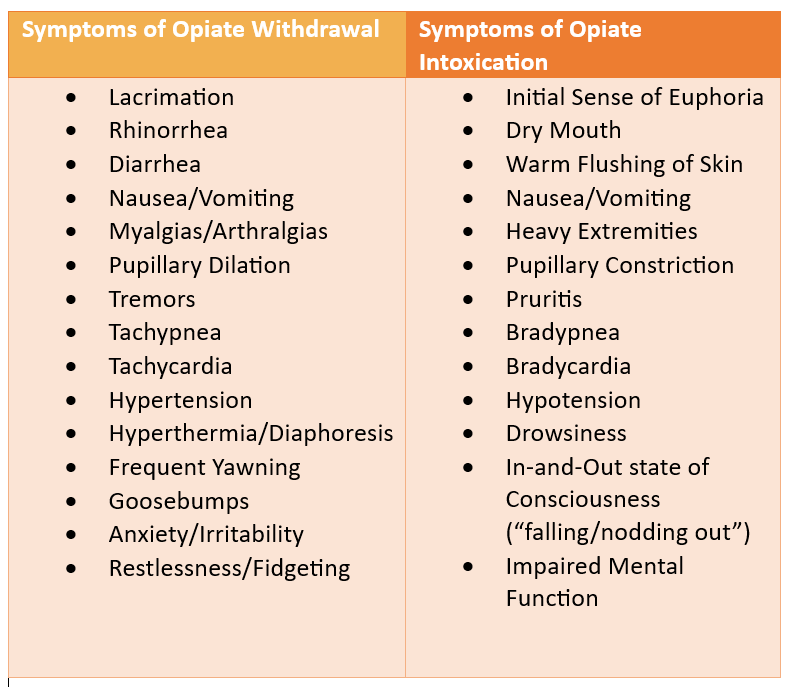 Symptoms of Opiate Withdrawal
Symptoms of Opiate
Intoxication
• Lacrimation
• Rhinorrhea
• Diarrhea
• Nausea/Vomiting
• Myalgias/Arthralgias
• Pupillary Dilation
• Tremors
• Tachypnea
• Tachycardia
• Hypertension
• Hyperthermia/Diaphoresis
• Frequent Yawning
• Goosebumps
• Anxiety/Irritability
• Restlessness/Fidgeting
• Initial Sense of Euphoria
• Dry Mouth
• Warm Flushing of Skin
• Nausea/Vomiting
• Heavy Extremities
• Pupillary Constriction
• Pruritis
• Bradypnea
• Bradycardia
• Hypotension
• Drowsiness
• In-and-Out state of
Consciousness
(“falling/nodding out”)
• Impaired Mental
Function